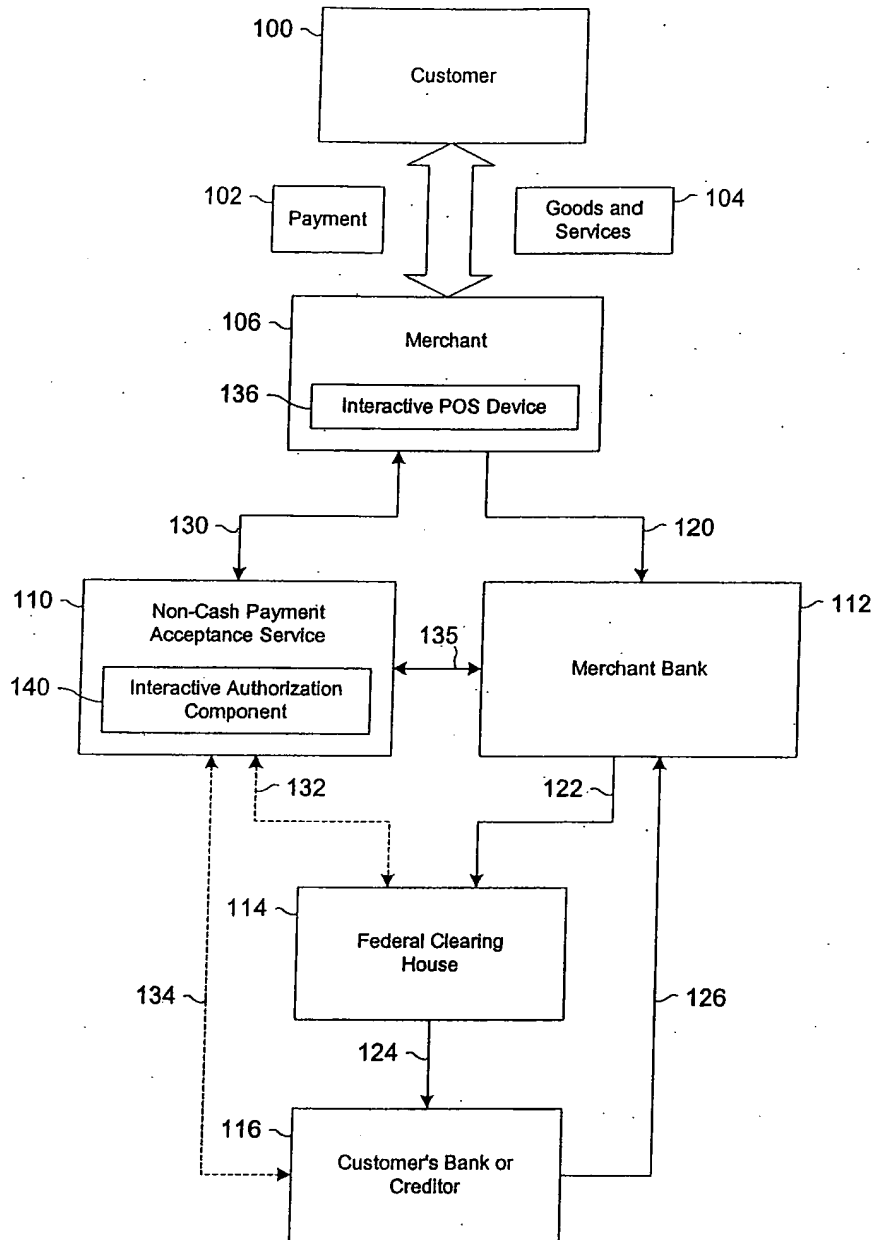 100
Customer
102
Payment
Goods and
Services
104
106
Merchant
136
Interactive POS Device
130
120
110
Non-Cash Payment
Acceptance Service
135
112
Merchant Bank
140
Interactive Authorization
Component
132
122
114
Federal Clearing
House
134
126
124
116
Customer's Bank or
Creditor